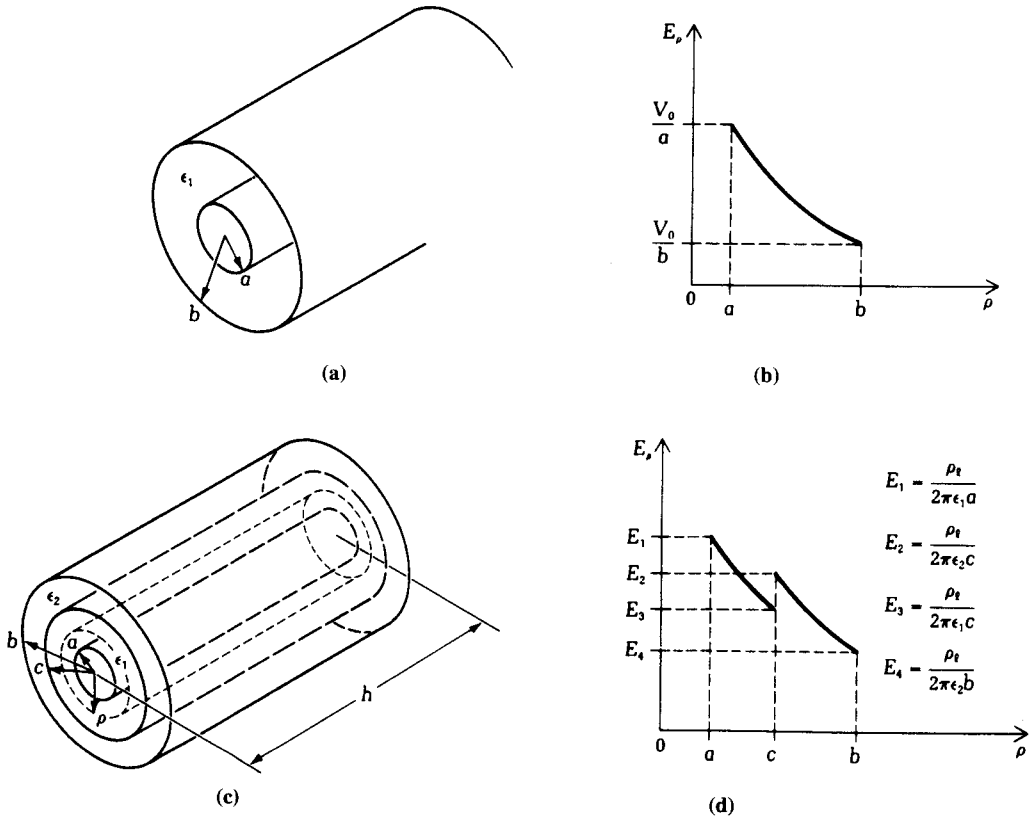 ϵ₁
a
b
(a)
Eᵨ
V₀/a
V₀/b
0
a
b
ρ
(b)
ϵ₂
b
a
ϵ₁
c
ρ
h
(c)
Eᵨ
E₁
E₂
E₃
E₄
0
a
c
b
ρ
E₁ = ρℓ/2πϵ₁a
E₂ = ρℓ/2πϵ₂c
E₃ = ρℓ/2πϵ₁c
E₄ = ρℓ/2πϵ₂b
(d)